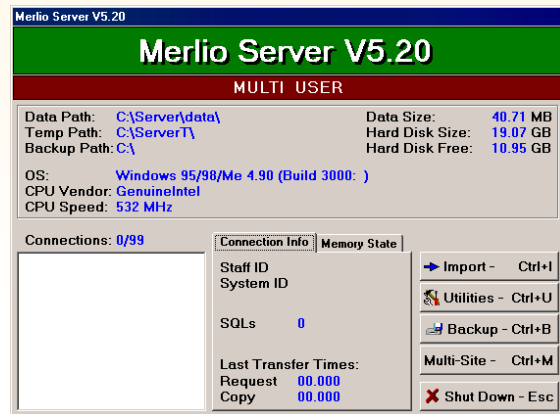 Merlio Server V5.20
Merlio Server V5.20
MULTI USER
Data Path: C:\Server\data\ Data Size: 40.71 MB
Temp Path: C:\ServerT\ Hard Disk Size: 19.07 GB
Backup Path: C:\ Hard Disk Free: 10.95 GB
OS: Windows 95/98/Me 4.90 (Build 3000: )
CPU Vendor: GenuineIntel
CPU Speed: 532 MHz
Connections: 0/99
Connection Info Memory State
Staff ID
System ID
SQLs 0
Last Transfer Times:
Request 00.000
Copy 00.000
Import - Ctrl+I
Utilities - Ctrl+U
Backup - Ctrl+B
Multi-Site - Ctrl+M
Shut Down - Esc